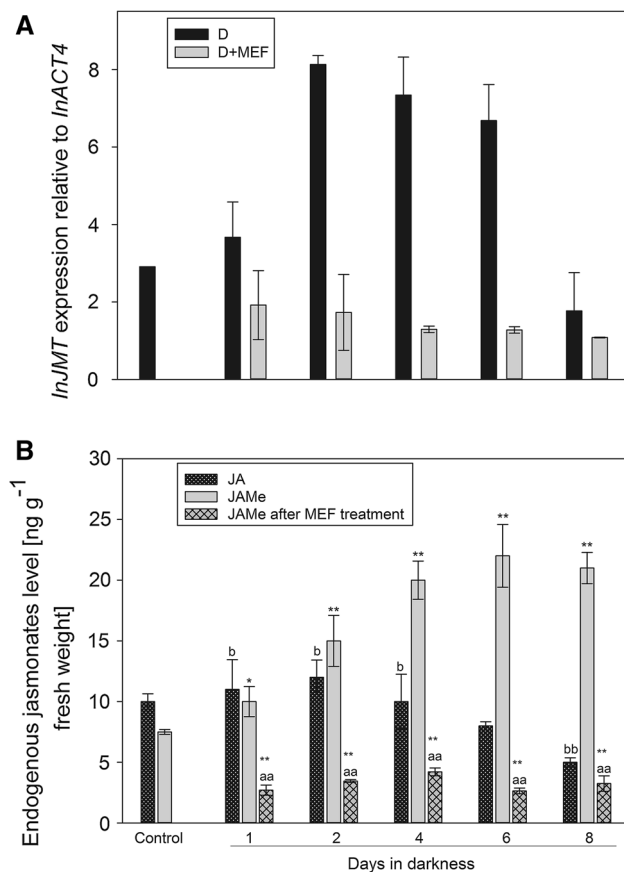 A
D
D+MEF
InJMT expression relative to InACT4
8
6
4
2
0
B
JA
JAMe
JAMe after MEF treatment
Endogenous jasmonates level [ng g-1
fresh weight]
30
25
20
15
10
5
0
** ** **
** b b b *
** ** ** ** **
aa aa aa aa bb aa
Control 1 2 4 6 8
Days in darkness